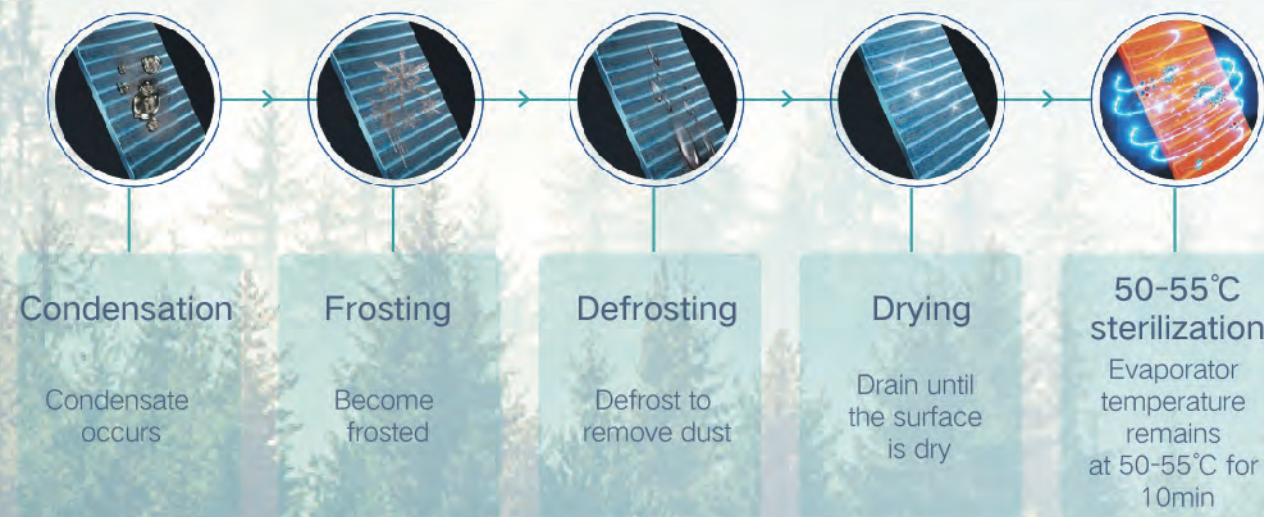 Condensation
Condensate
occurs
Frosting
Become
frosted
Defrosting
Defrost to
remove dust
Drying
Drain until
the surface
is dry
50-55℃
sterilization
Evaporator
temperature
remains
at 50-55℃ for
10min